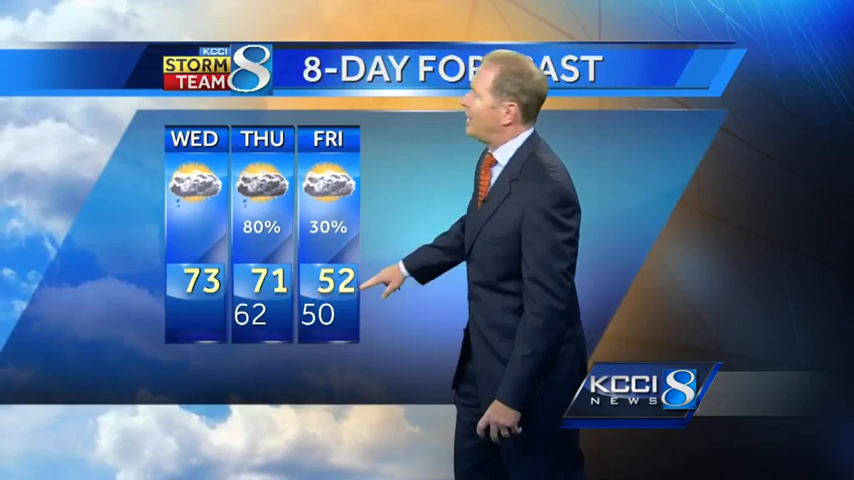 KCCI
STORM
TEAM 8
8-DAY FOR AST
WED THU FRI
80% 30%
73 71 52
62 50
KCCI 8
NEWS